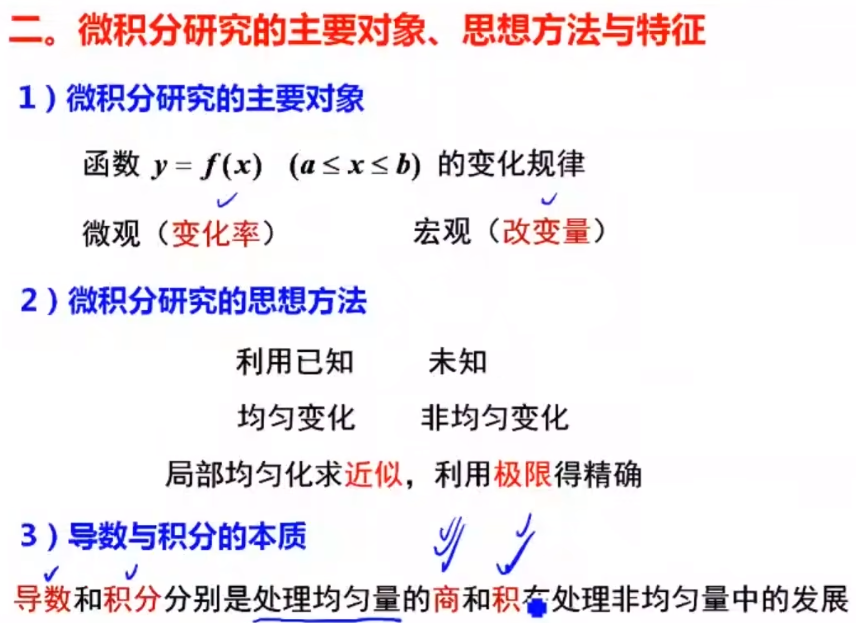 二。微积分研究的主要对象、思想方法与特征
1）微积分研究的主要对象
函数 y = f(x) (a ≤ x ≤ b) 的变化规律
微观（变化率） 宏观（改变量）
2）微积分研究的思想方法
利用已知 未知
均匀变化 非均匀变化
局部均匀化求近似，利用极限得精确
3）导数与积分的本质
导数和积分分别是处理均匀量的商和积在处理非均匀量中的发展